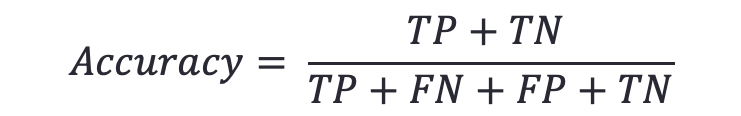 Accuracy = TP + TN
TP + FN + FP + TN